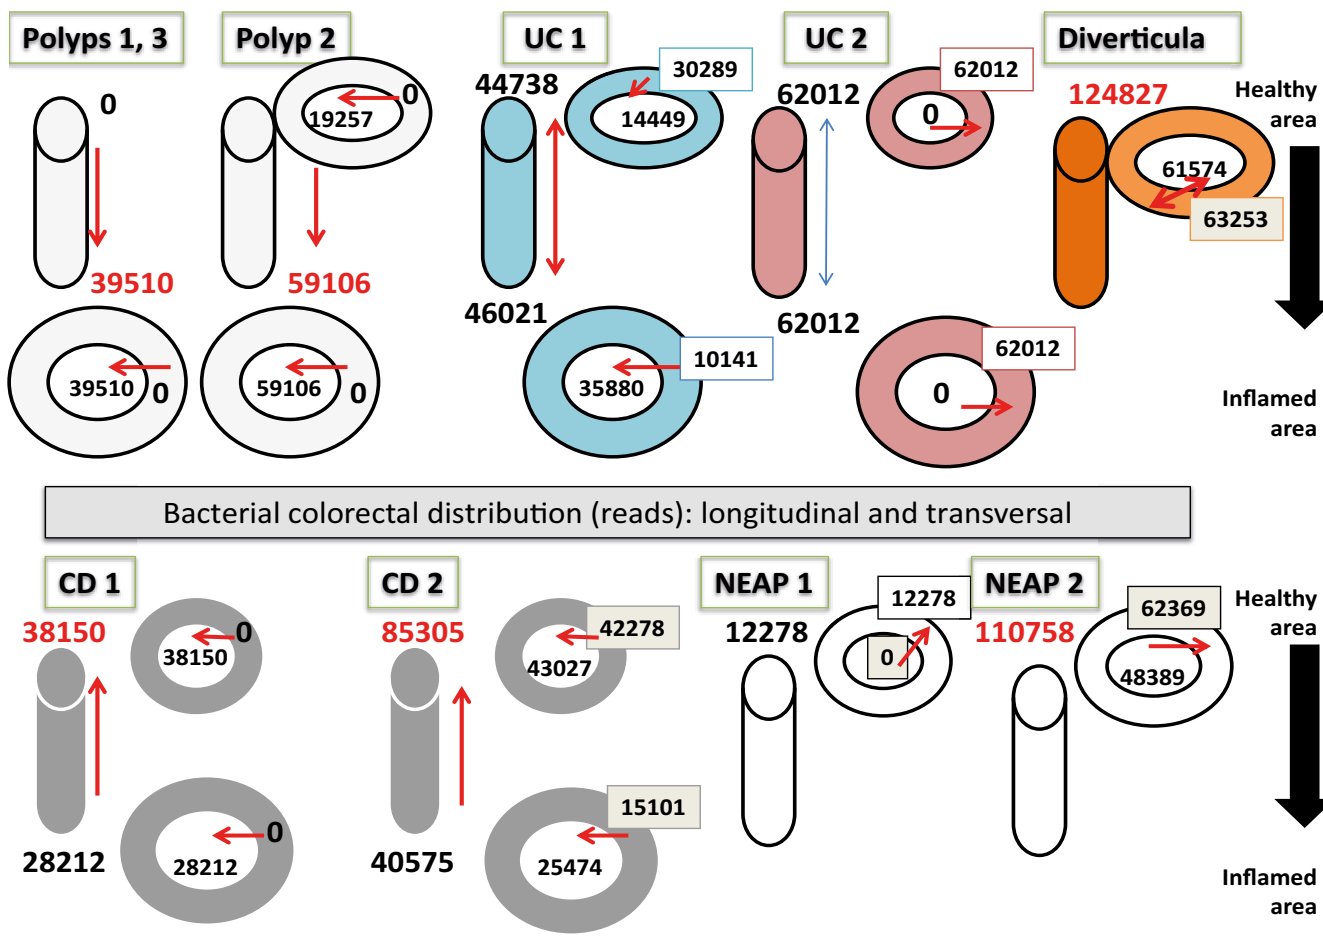 Polyps 1, 3
Polyp 2
UC 1
UC 2
Diverticula
0
39510
39510
0
0
19257
59106
59106
0
44738
30289
14449
46021
10141
35880
62012
62012
0
62012
62012
0
124827
61574
63253
Healthy
area
Inflamed
area
Bacterial colorectal distribution (reads): longitudinal and transversal
CD 1
CD 2
NEAP 1
NEAP 2
38150
0
38150
28212
0
28212
85305
42278
43027
40575
15101
25474
12278
12278
0
110758
62369
48389
Healthy
area
Inflamed
area